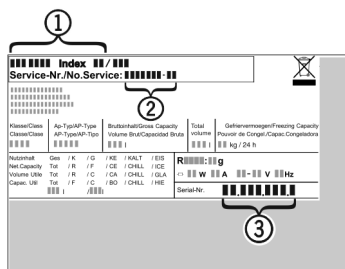 1
Index /
Service-Nr./No.Service: -
2
Klasse/Class Ap-Typ/AP-Type Bruttoinhalt/Gross Capacity Total Gefriervermoegen/Freezing Capacity
Classe/Clase AP-Type/AP-Tipo Volume Brut/Capacidad Bruta volume Pouvoir de Congel./Capac.Congeladora
l l kg / 24 h
Nutzinhalt Ges / K / G / KE / KALT / EIS
Net.Capacity Tot / R / F / CE / CHILL / ICE
Volume Utile Tot / R / C / CA / CHILL / GLA
Capac. Util Tot / F / C / BO / CHILL / HIE
l / l
R : g
W A - V Hz
Serial-Nr. . . .
3